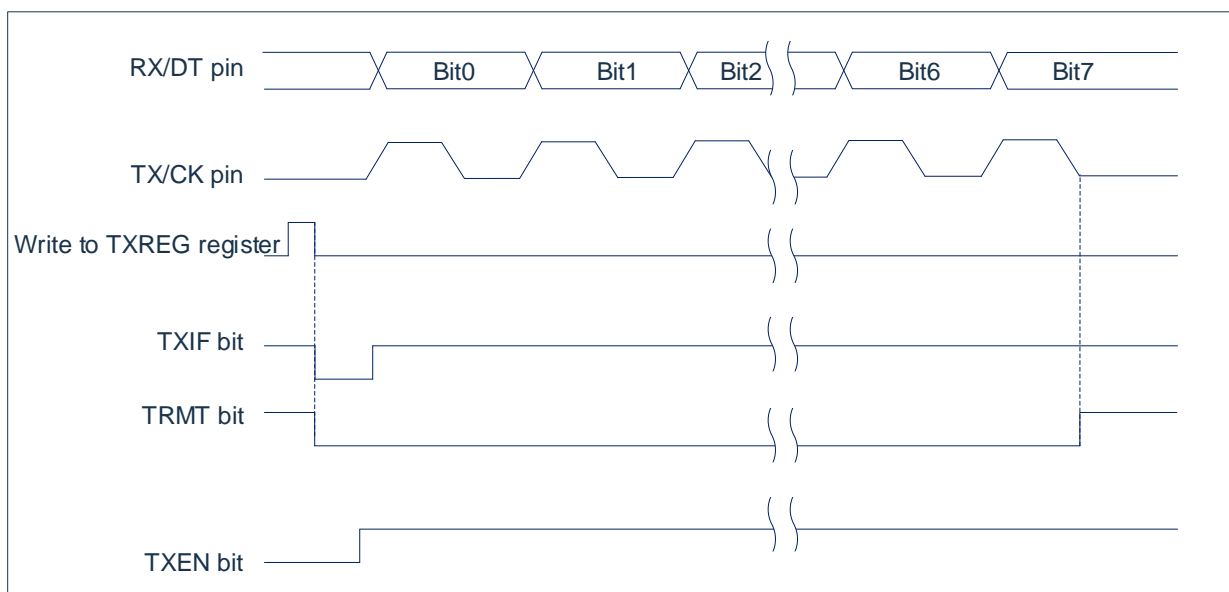 RX/DT pin
Bit0 Bit1 Bit2 Bit6 Bit7
TX/CK pin
Write to TXREG register
TXIF bit
TRMT bit
TXEN bit